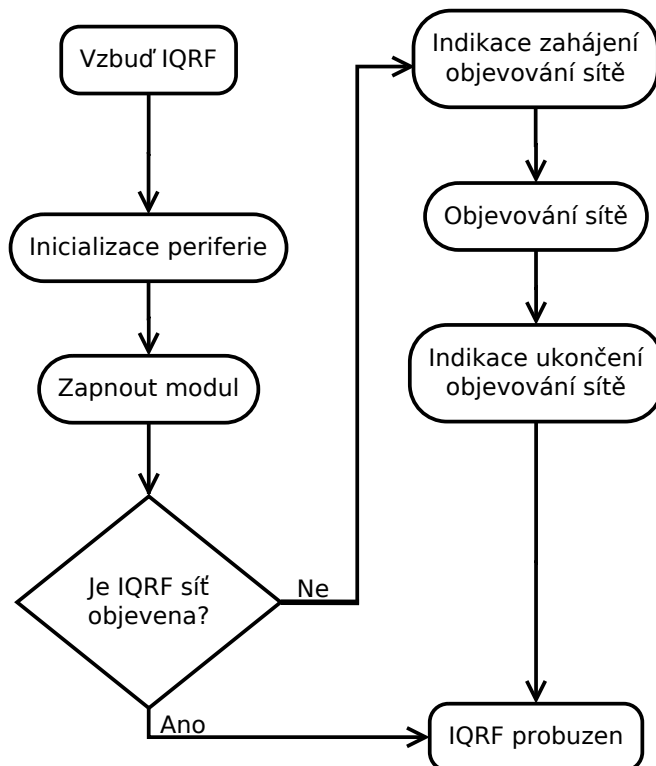 Vzbuď IQRF
Inicializace periferie
Zapnout modul
Je IQRF síť
objevena?
Ne
Ano
Indikace zahájení
objevování sítě
Objevování sítě
Indikace ukončení
objevování sítě
IQRF probuzen